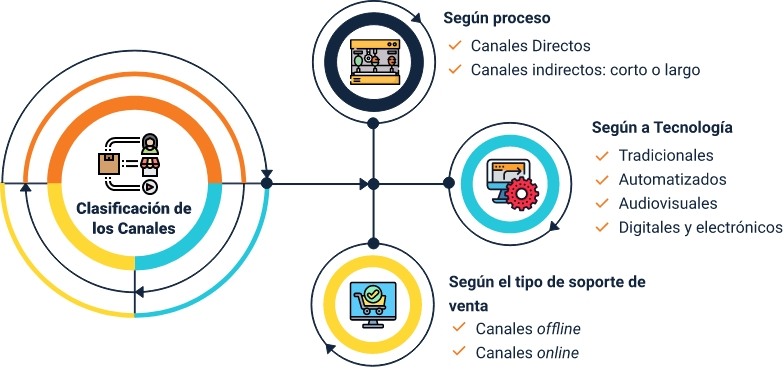 Clasificación de
los Canales
Según proceso
Canales Directos
Canales indirectos: corto o largo
Según a Tecnología
Tradicionales
Automatizados
Audiovisuales
Digitales y electrónicos
Según el tipo de soporte de
venta
Canales offline
Canales online